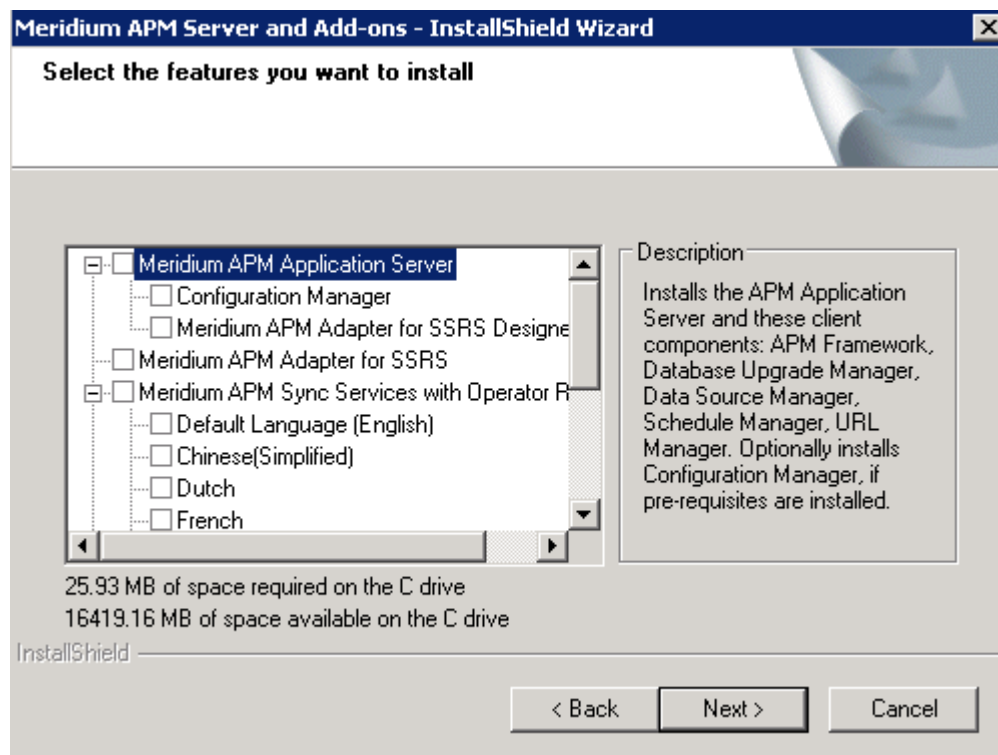 Meridium APM Server and Add-ons - InstallShield Wizard
Select the features you want to install
Meridium APM Application Server
Configuration Manager
Meridium APM Adapter for SSRS Designe
Meridium APM Adapter for SSRS
Meridium APM Sync Services with Operator R
Default Language (English)
Chinese(Simplified)
Dutch
French
Description
Installs the APM Application
Server and these client
components: APM Framework,
Database Upgrade Manager,
Data Source Manager,
Schedule Manager, URL
Manager. Optionally installs
Configuration Manager, if
pre-requisites are installed.
25.93 MB of space required on the C drive
16419.16 MB of space available on the C drive
InstallShield
< Back
Next >
Cancel